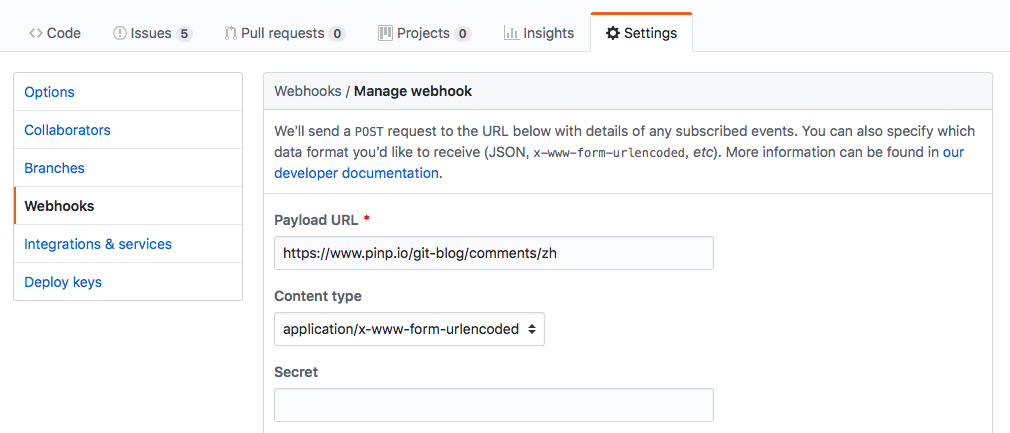 Code Issues 5 Pull requests 0 Projects 0 Insights Settings
Options
Collaborators
Branches
Webhooks
Integrations & services
Deploy keys
Webhooks / Manage webhook
We'll send a POST request to the URL below with details of any subscribed events. You can also specify which
data format you'd like to receive (JSON, x-www-form-urlencoded, etc). More information can be found in our
developer documentation.
Payload URL *
https://www.pinp.io/git-blog/comments/zh
Content type
application/x-www-form-urlencoded
Secret